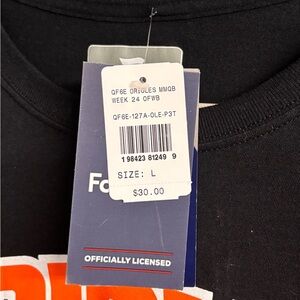 QF6E ORIOLES MMQB
WEEK 24 OFWB
QF6E-127A-OLE-P3T
1 98423 81249 9
SIZE: L
$30.00
Fo
OFFICIALLY LICENSED